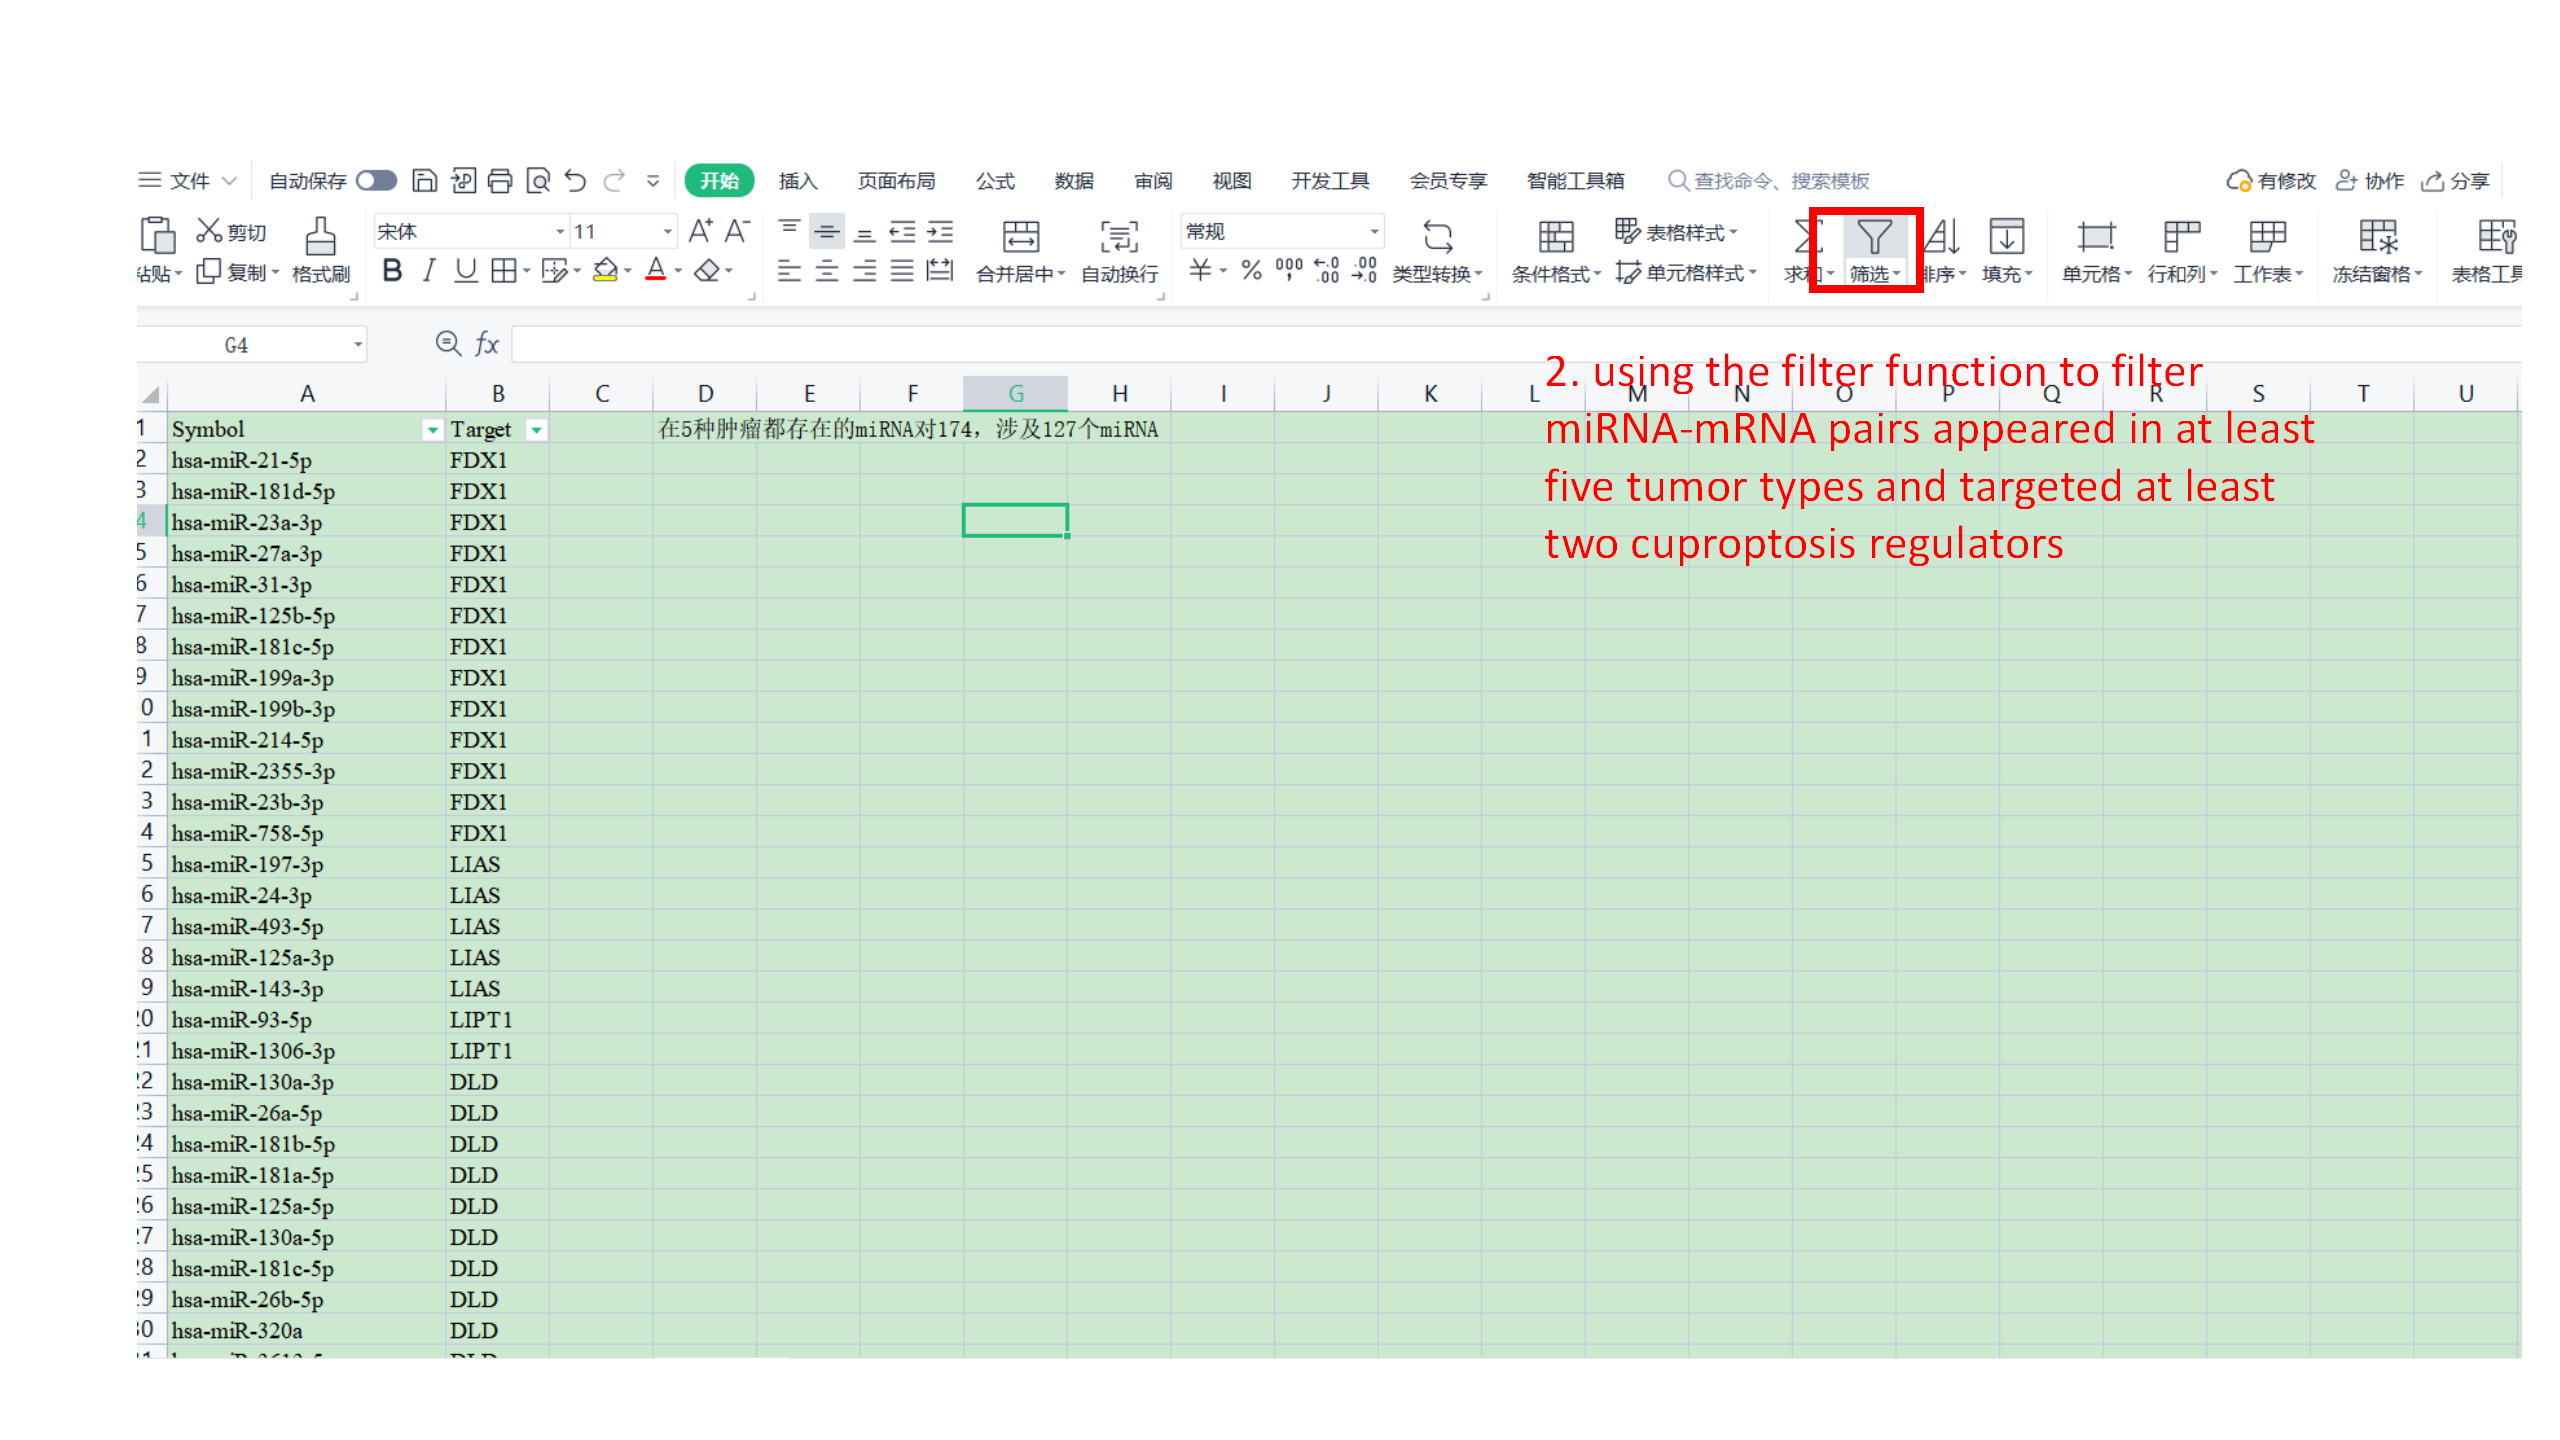 文件 自动保存 开始 插入 页面布局 公式 数据 审阅 视图 开发工具 会员专享 智能工具箱 查找命令、搜索模板 有修改 协作 分享
剪切 宋体 11 A+ A- 常规 表格样式
粘贴 复制 格式刷 B I U A 合并居中 自动换行 ¥ % 000 ←.0 .00 .00 →.0 类型转换 条件格式 单元格样式 求和 筛选 排序 填充 单元格 行和列 工作表 冻结窗格 表格工具
G4 fx
2. using the filter function to filter
miRNA-mRNA pairs appeared in at least
five tumor types and targeted at least
two cuproptosis regulators
A B C D E F G H I J K L M N O P Q R S T U
1 Symbol Target 在5种肿瘤都存在的miRNA对174，涉及127个miRNA
2 hsa-miR-21-5p FDX1
3 hsa-miR-181d-5p FDX1
4 hsa-miR-23a-3p FDX1
5 hsa-miR-27a-3p FDX1
6 hsa-miR-31-3p FDX1
7 hsa-miR-125b-5p FDX1
8 hsa-miR-181c-5p FDX1
9 hsa-miR-199a-3p FDX1
0 hsa-miR-199b-3p FDX1
1 hsa-miR-214-5p FDX1
2 hsa-miR-2355-3p FDX1
3 hsa-miR-23b-3p FDX1
4 hsa-miR-758-5p FDX1
5 hsa-miR-197-3p LIAS
6 hsa-miR-24-3p LIAS
7 hsa-miR-493-5p LIAS
8 hsa-miR-125a-3p LIAS
9 hsa-miR-143-3p LIAS
20 hsa-miR-93-5p LIPT1
21 hsa-miR-1306-3p LIPT1
22 hsa-miR-130a-3p DLD
23 hsa-miR-26a-5p DLD
24 hsa-miR-181b-5p DLD
25 hsa-miR-181a-5p DLD
26 hsa-miR-125a-5p DLD
27 hsa-miR-130a-5p DLD
28 hsa-miR-181c-5p DLD
29 hsa-miR-26b-5p DLD
30 hsa-miR-320a DLD